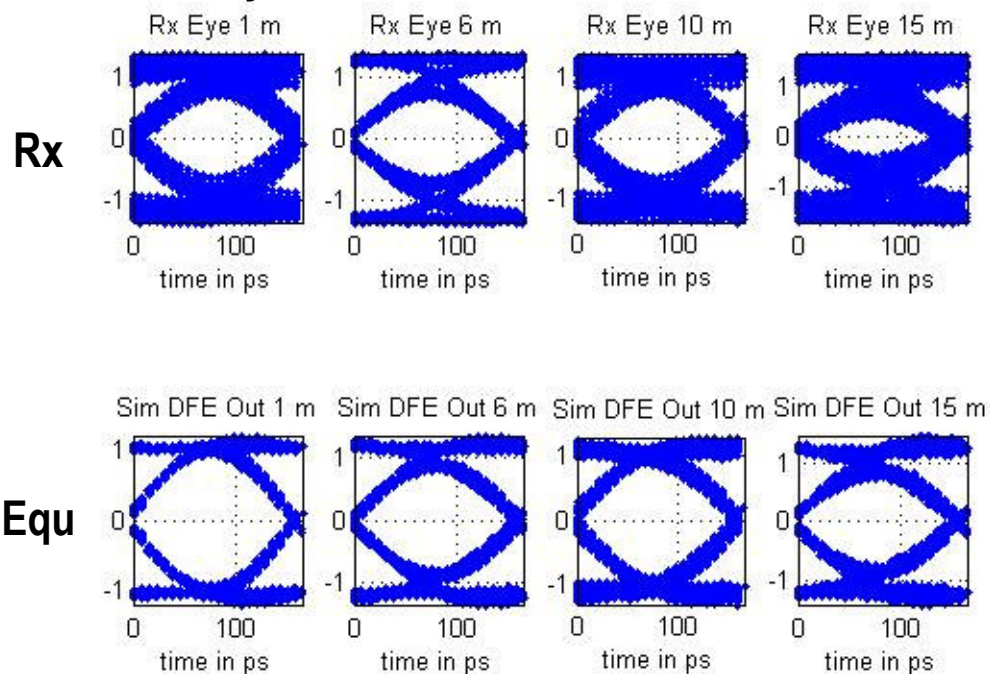 Rx Eye 1 m Rx Eye 6 m Rx Eye 10 m Rx Eye 15 m
Rx
1 1 1 1
0 0 0 0
-1 -1 -1 -1
0 100 0 100 0 100 0 100
time in ps time in ps time in ps time in ps
Sim DFE Out 1 m Sim DFE Out 6 m Sim DFE Out 10 m Sim DFE Out 15 m
Equ
1 1 1 1
0 0 0 0
-1 -1 -1 -1
0 100 0 100 0 100 0 100
time in ps time in ps time in ps time in ps